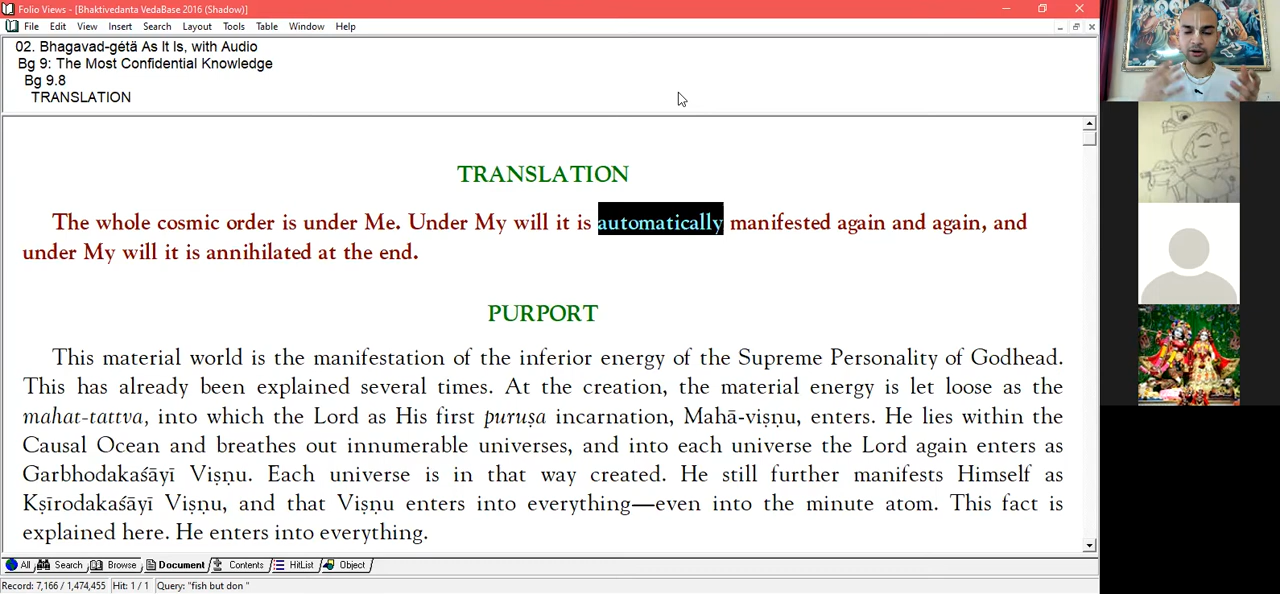 Folio Views - [Bhaktivedanta VedaBase 2016 (Shadow)]
File Edit View Insert Search Layout Tools Table Window Help
02. Bhagavad-gétä As It Is, with Audio
Bg 9: The Most Confidential Knowledge
Bg 9.8
TRANSLATION
TRANSLATION
The whole cosmic order is under Me. Under My will it is automatically manifested again and again, and
under My will it is annihilated at the end.
PURPORT
This material world is the manifestation of the inferior energy of the Supreme Personality of Godhead.
This has already been explained several times. At the creation, the material energy is let loose as the
mahat-tattva, into which the Lord as His first puruṣa incarnation, Mahā-viṣṇu, enters. He lies within the
Causal Ocean and breathes out innumerable universes, and into each universe the Lord again enters as
Garbhodakaśāyī Viṣṇu. Each universe is in that way created. He still further manifests Himself as
Kṣīrodakaśāyī Viṣṇu, and that Viṣṇu enters into everything—even into the minute atom. This fact is
explained here. He enters into everything.
All Search Browse Document Contents HitList Object
Record: 7,166 / 1,474,455 Hit: 1 / 1 Query: "fish but don "